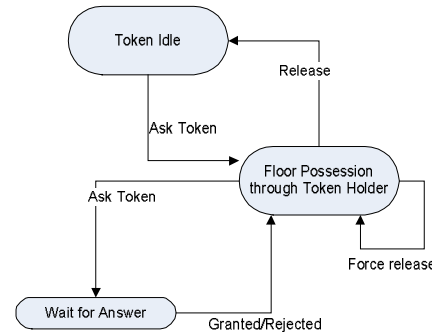 Token Idle
Release
Ask Token
Floor Possession
through Token Holder
Ask Token
Force release
Wait for Answer
Granted/Rejected